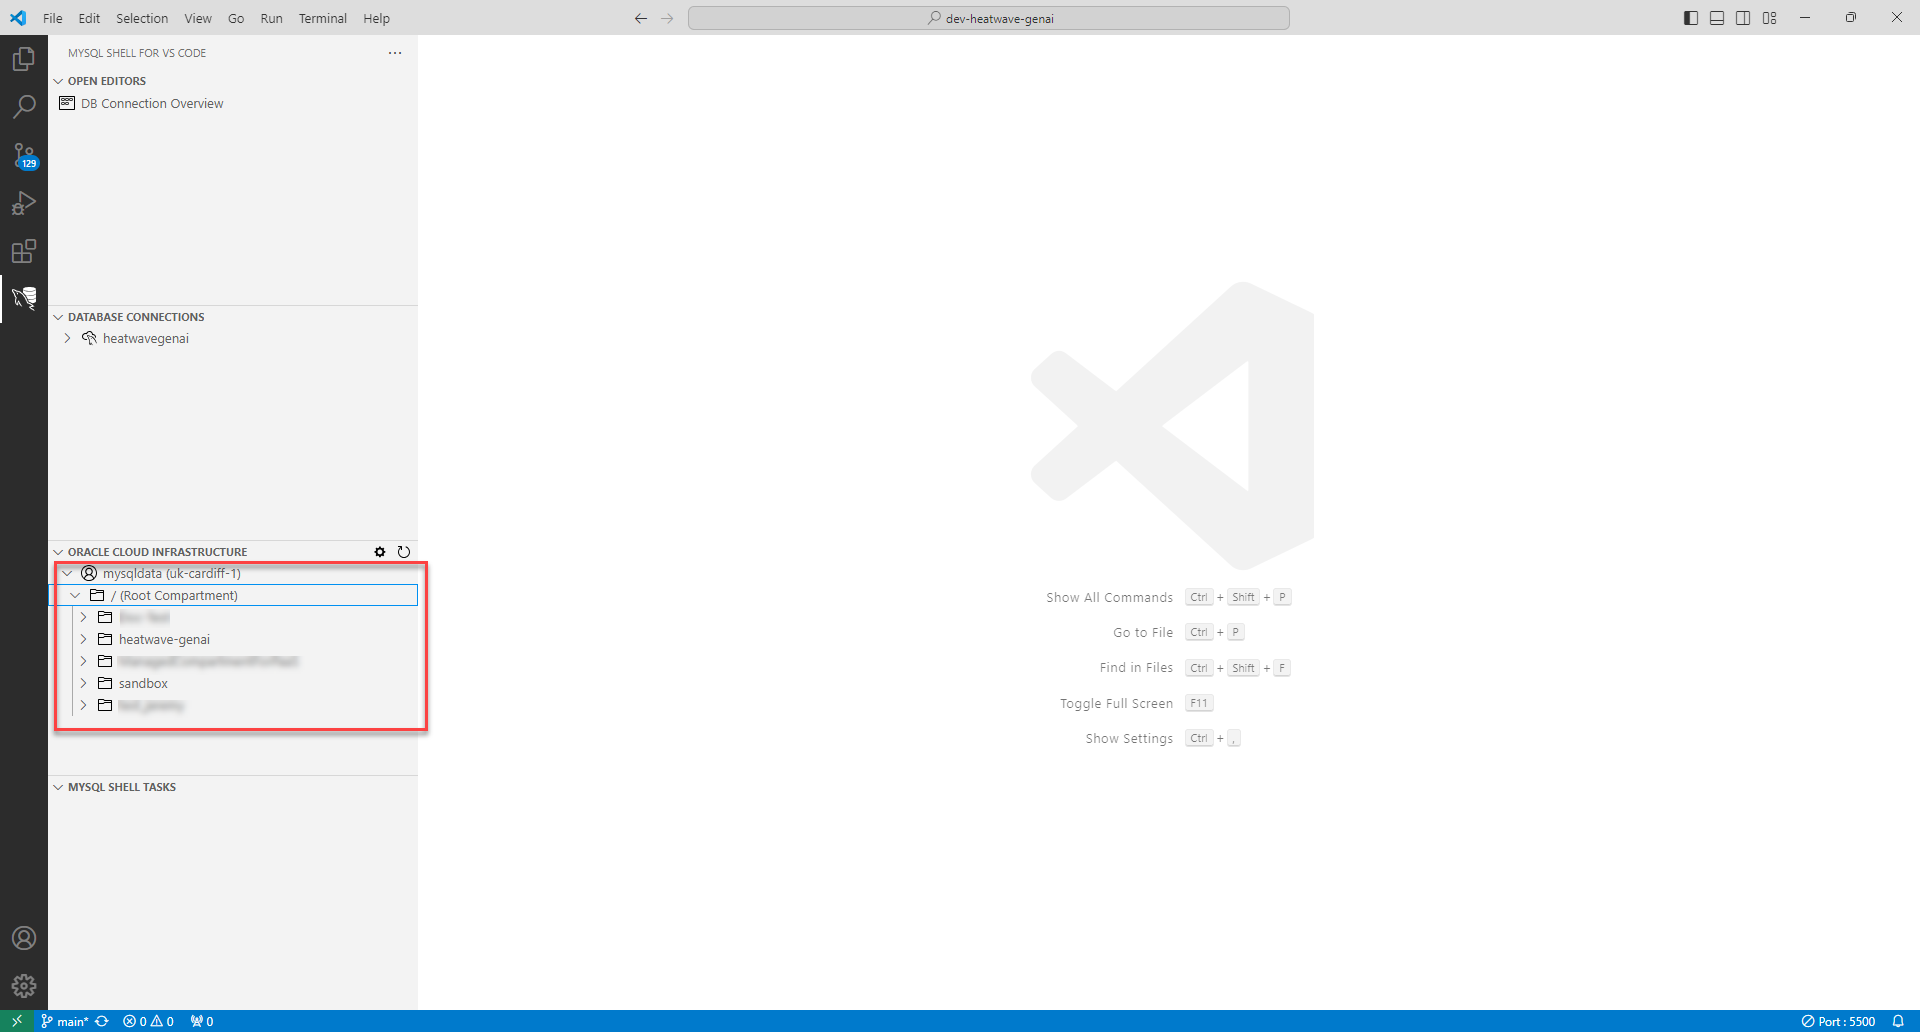 File Edit Selection View Go Run Terminal Help
dev-heatwave-genai
MYSQL SHELL FOR VS CODE
OPEN EDITORS
DB Connection Overview
129
DATABASE CONNECTIONS
heatwavegenai
ORACLE CLOUD INFRASTRUCTURE
mysqldata (uk-cardiff-1)
/ (Root Compartment)
heatwave-genai
sandbox
MYSQL SHELL TASKS
Show All Commands Ctrl + Shift + P
Go to File Ctrl + P
Find in Files Ctrl + Shift + F
Toggle Full Screen F11
Show Settings Ctrl + ,
main* 0 0 0 Port : 5500